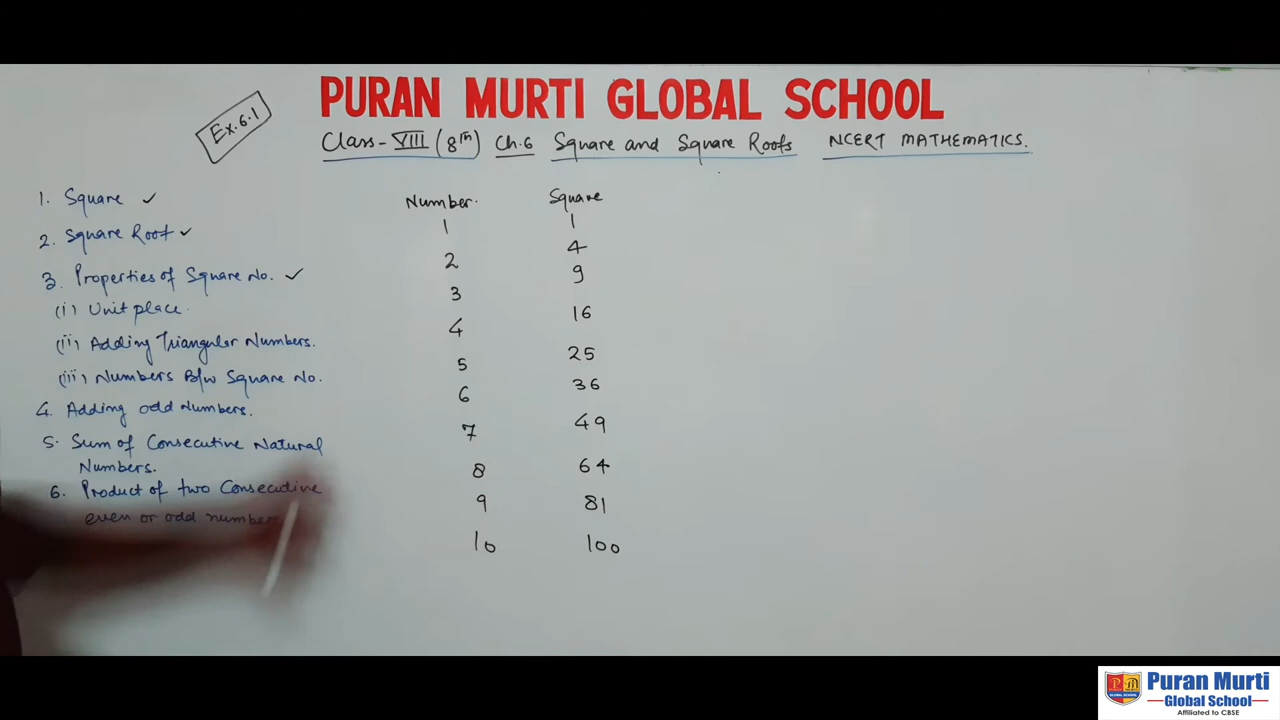 PURAN MURTI GLOBAL SCHOOL
Ex.6.1
Class-VIII (8th) Ch.6 Square and Square Roots NCERT MATHEMATICS.
1. Square ✓
2. Square Root ✓
3. Properties of Square No. ✓
(i) Unit place.
(ii) Adding Triangular Numbers.
(iii) Numbers B/w Square No.
4. Adding odd Numbers.
5. Sum of Consecutive Natural
Numbers.
6. Product of two Consecutive
even or odd number
Number. Square
1 1
2 4
3 9
4 16
5 25
6 36
7 49
8 64
9 81
10 100
Puran Murti
Global School
Affiliated to CBSE